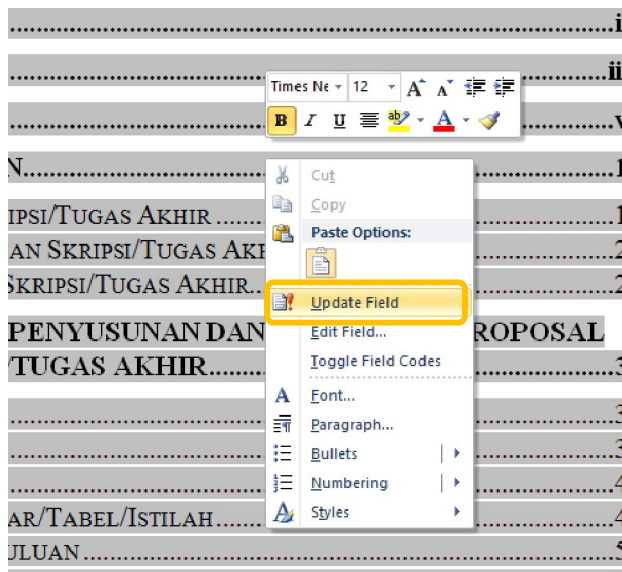 ....................i
....................ii
Times Ne 12 A A
B I U ab A
....................v
N....................1
Cut
Copy
IPSI/TUGAS AKHIR....................1
Paste Options:
AN SKRIPSI/TUGAS AKH....................2
SKRIPSI/TUGAS AKHIR....................2
Update Field
PENYUSUNAN DAN ROPOSAL
Edit Field...
TUGAS AKHIR....................3
Toggle Field Codes
Font...
....................3
Paragraph...
....................3
Bullets
....................4
Numbering
AR/TABEL/ISTILAH....................4
Styles
ULUAN....................5